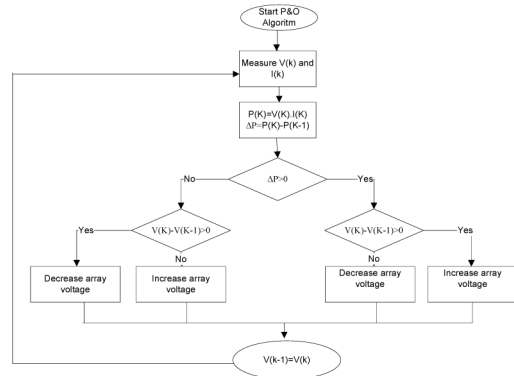 Start P&O
Algoritm
Measure V(k) and
I(k)
P(K)=V(K).I(K)
ΔP=P(K)-P(K-1)
ΔP>0
No
Yes
V(K)-V(K-1)>0
V(K)-V(K-1)>0
Yes
No
No
Yes
Decrease array
voltage
Increase array
voltage
Decrease array
voltage
Increase array
voltage
V(k-1)=V(k)